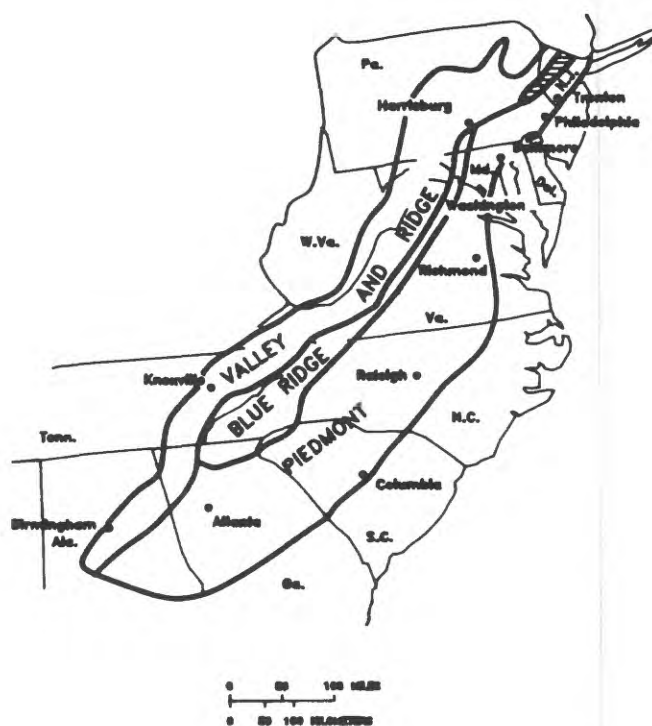 Pa.
N.J.
Harrisburg
Trenton
Philadelphia
Baltimore
Md.
Del.
Washington
W.Va.
VALLEY AND RIDGE
Richmond
Va.
Knoxville
BLUE RIDGE
Raleigh
N.C.
Tenn.
PIEDMONT
Columbia
Birmingham
Ala.
Atlanta
S.C.
Ga.
0 50 100 MILES
0 50 100 KILOMETERS